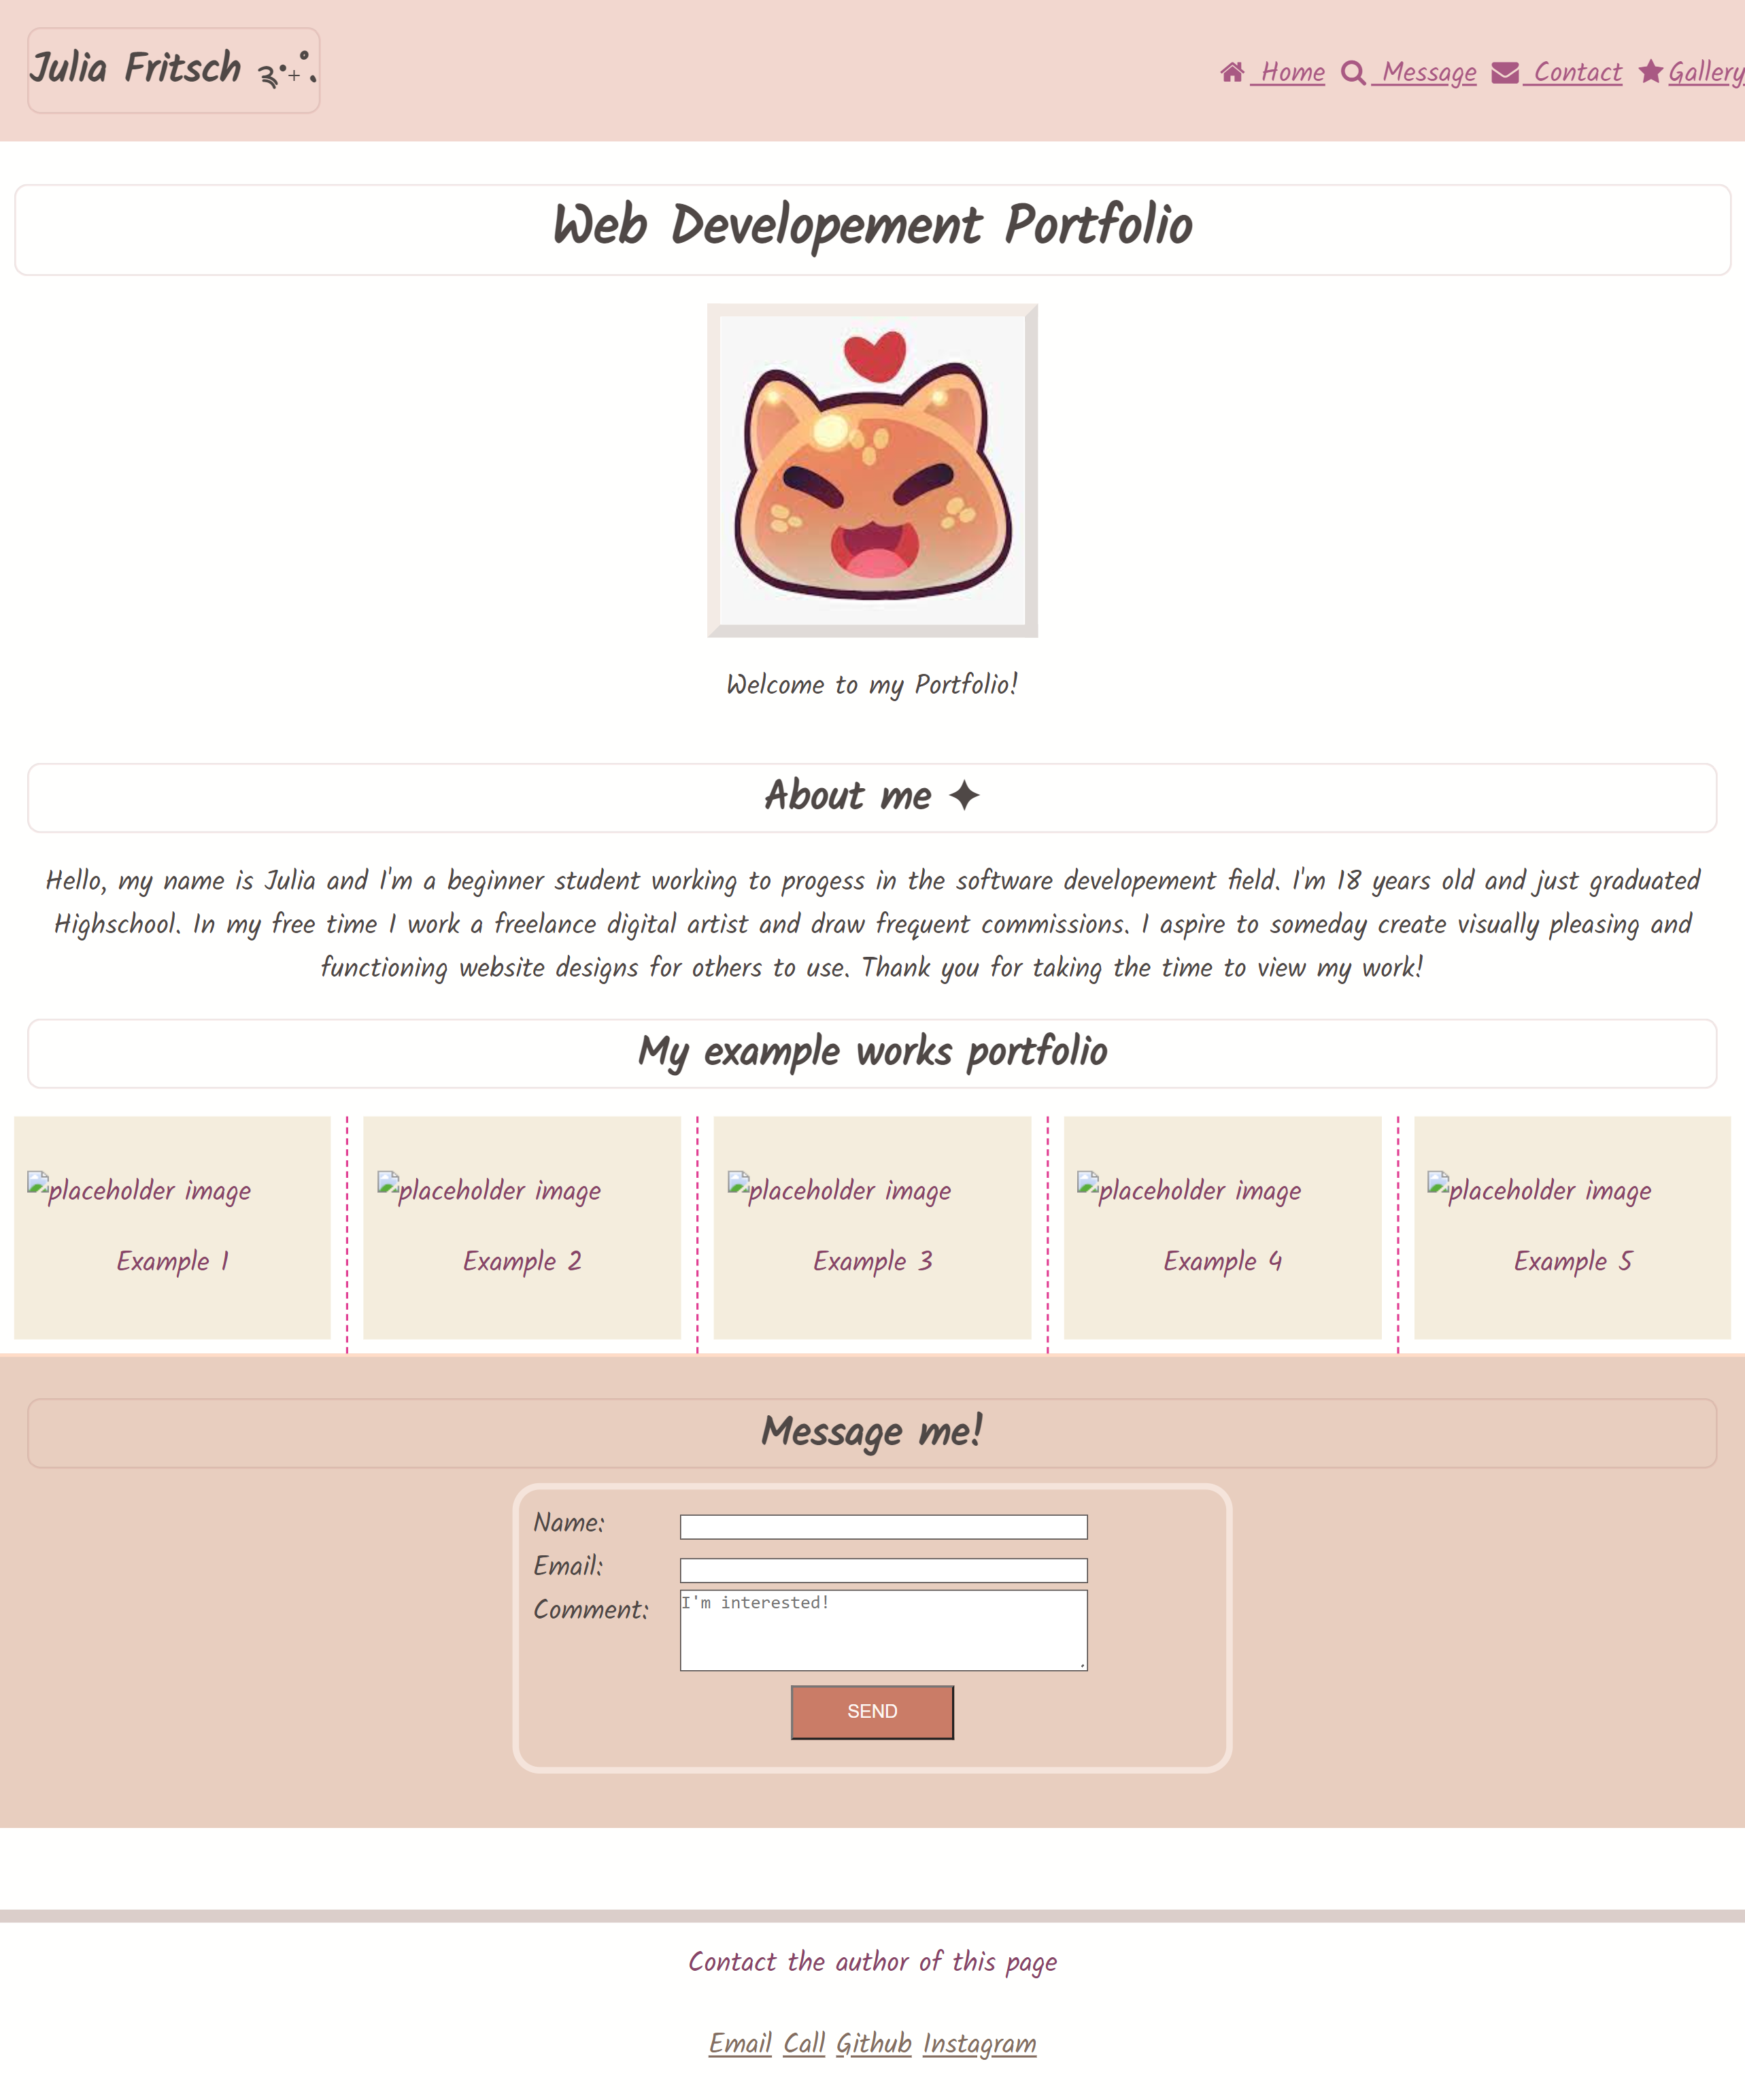 Julia Fritsch ૩⁺₊˚.
Home Message Contact Gallery
Web Developement Portfolio
Welcome to my Portfolio!
About me ✦
Hello, my name is Julia and I'm a beginner student working to progess in the software developement field. I'm 18 years old and just graduated
Highschool. In my free time I work a freelance digital artist and draw frequent commissions. I aspire to someday create visually pleasing and
functioning website designs for others to use. Thank you for taking the time to view my work!
My example works portfolio
placeholder image placeholder image placeholder image placeholder image placeholder image
Example 1 Example 2 Example 3 Example 4 Example 5
Message me!
Name:
Email:
Comment: I'm interested!
SEND
Contact the author of this page
Email Call Github Instagram